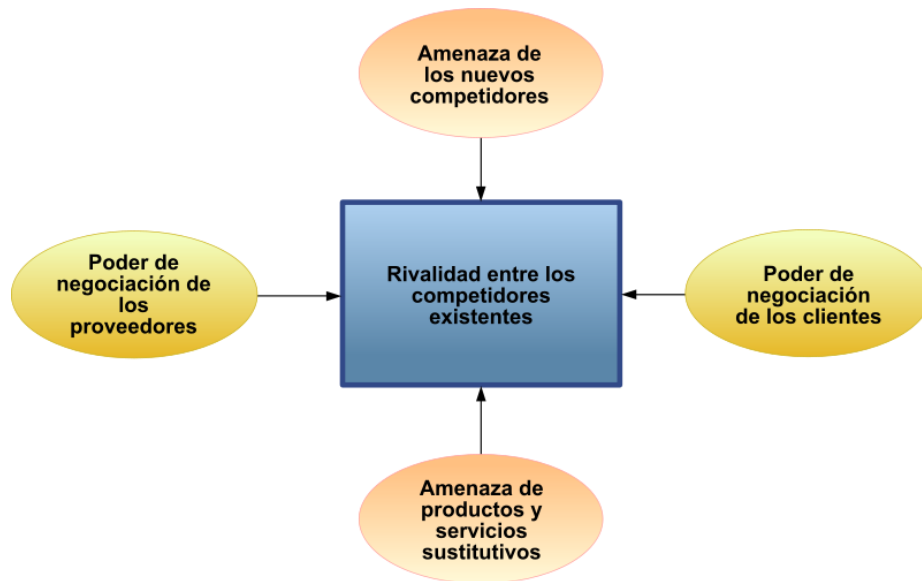 Amenaza de
los nuevos
competidores
Poder de
negociación de
los
proveedores
Rivalidad entre los
competidores
existentes
Poder de
negociación
de los clientes
Amenaza de
productos y
servicios
sustitutivos